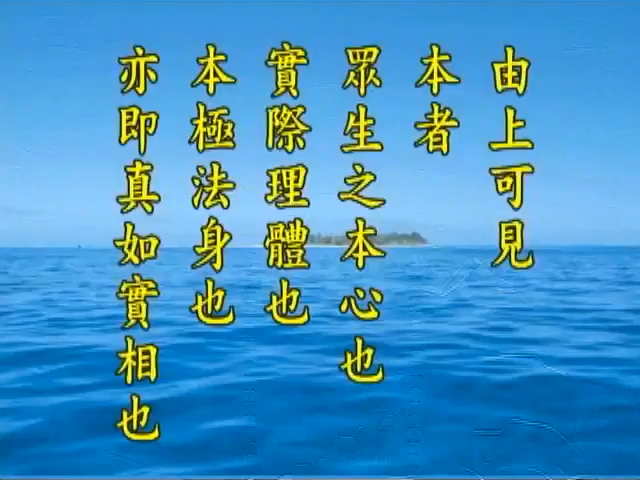 由上可見
本者
眾生之本心也
實際理體也
本極法身也
亦即真如實相也